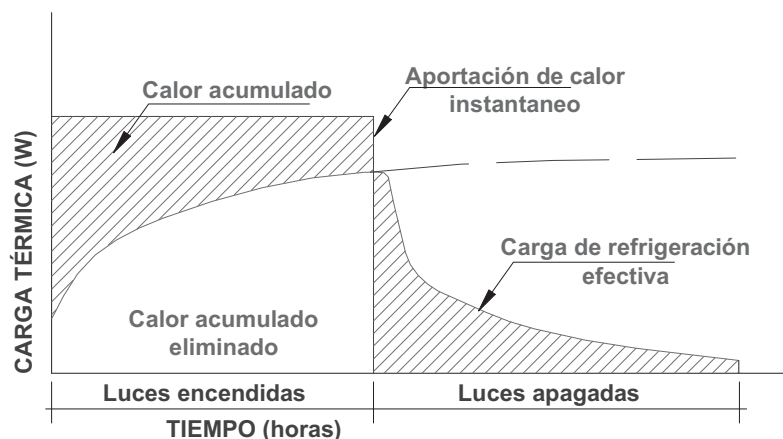 Calor acumulado
Aportación de calor
instantaneo
CARGA TÉRMICA (W)
Carga de refrigeración
efectiva
Calor acumulado
eliminado
Luces encendidas
Luces apagadas
TIEMPO (horas)